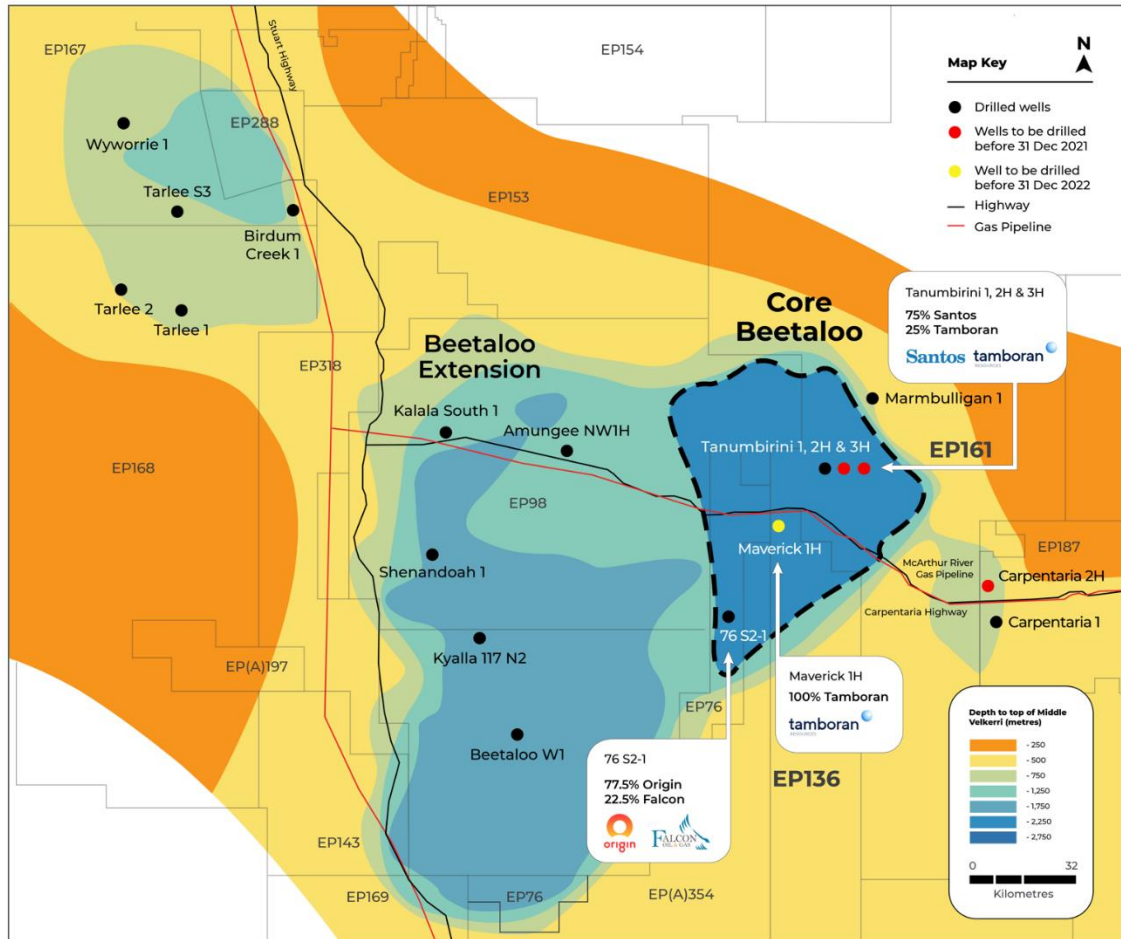 EP167
EP154
N
Map Key
Drilled wells
Wells to be drilled
before 31 Dec 2021
Well to be drilled
before 31 Dec 2022
Highway
Gas Pipeline
Stuart Highway
EP288
Wyworrie 1
Tarlee S3
Birdum
Creek 1
EP153
Tarlee 2
Tarlee 1
Tanumbirini 1, 2H & 3H
75% Santos
25% Tamboran
Santos tamboran
RESOURCES
Core
Beetaloo
Beetaloo
Extension
EP318
Kalala South 1
Amungee NW1H
Marmbulligan 1
Tanumbirini 1, 2H & 3H
EP161
EP168
EP98
Maverick 1H
Shenandoah 1
EP187
McArthur River
Gas Pipeline
Carpentaria 2H
Carpentaria Highway
Carpentaria 1
76 S2-1
Kyalla 117 N2
EP(A)197
Maverick 1H
100% Tamboran
tamboran
RESOURCES
EP76
Beetaloo W1
76 S2-1
77.5% Origin
22.5% Falcon
origin
FALCON
OIL & GAS
EP136
Depth to top of Middle
Velkerri (metres)
- 250
- 500
- 750
- 1,250
- 1,750
- 2,250
- 2,750
0 32
Kilometres
EP143
EP169
EP76
EP(A)354